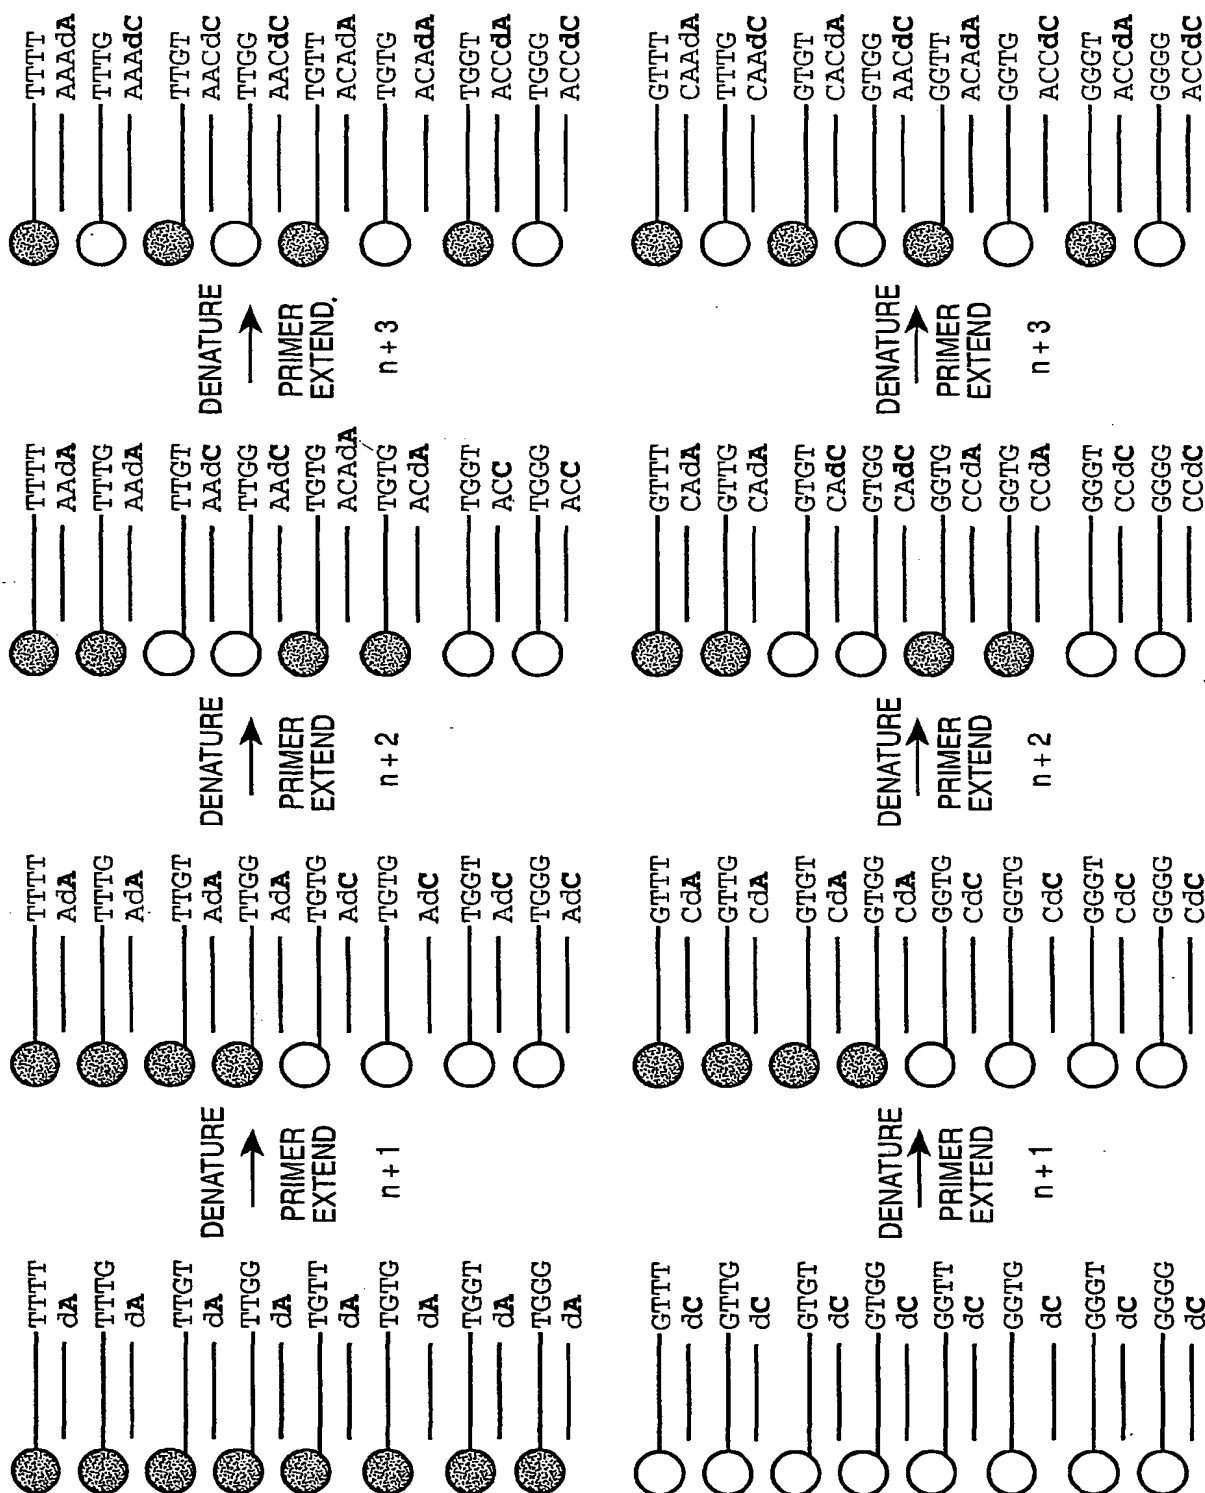 TTTT
dA
TTTG
dA
TTGT
dA
TTGG
dA
TGTT
dA
TGTG
dA
TGGT
dA
TGGG
dA
DENATURE
PRIMER
EXTEND
n + 1
TTTT
AdA
TTTG
AdA
TTGT
AdA
TTGG
AdA
TGTG
AdC
TGTG
AdC
TGGT
AdC
TGGG
AdC
DENATURE
PRIMER
EXTEND
n + 2
TTTT
AAdA
TTTG
AAdA
TTGT
AAdC
TTGG
AAdC
TGTG
ACAdA
TGTG
ACdA
TGGT
ACC
TGGG
ACC
DENATURE
PRIMER
EXTEND.
n + 3
TTTT
AAAdA
TTTG
AAAdC
TTGT
AACdC
TTGG
AACdC
TGTT
ACAdA
TGTG
ACAdA
TGGT
ACCdA
TGGG
ACCdC
GTTT
dC
GTTG
dC
GTGT
dC
GTGG
dC
GGTT
dC
GGTG
dC
GGGT
dC
GGGG
dC
DENATURE
PRIMER
EXTEND
n + 1
GTTT
CdA
GTTG
CdA
GTGT
CdA
GTGG
CdA
GGTG
CdC
GGTG
CdC
GGGT
CdC
GGGG
CdC
DENATURE
PRIMER
EXTEND
n + 2
GTTT
CAdA
GTTG
CAdA
GTGT
CAdC
GTGG
CAdC
GGTG
CCdA
GGTG
CCdA
GGGT
CCdC
GGGG
CCdC
DENATURE
PRIMER
EXTEND
n + 3
GTTT
CAAdA
TTTG
CAAdC
GTGT
CACdA
GTGG
AACdC
GGTT
ACAdA
GGTG
ACCdC
GGGT
ACCdA
GGGG
ACCdC